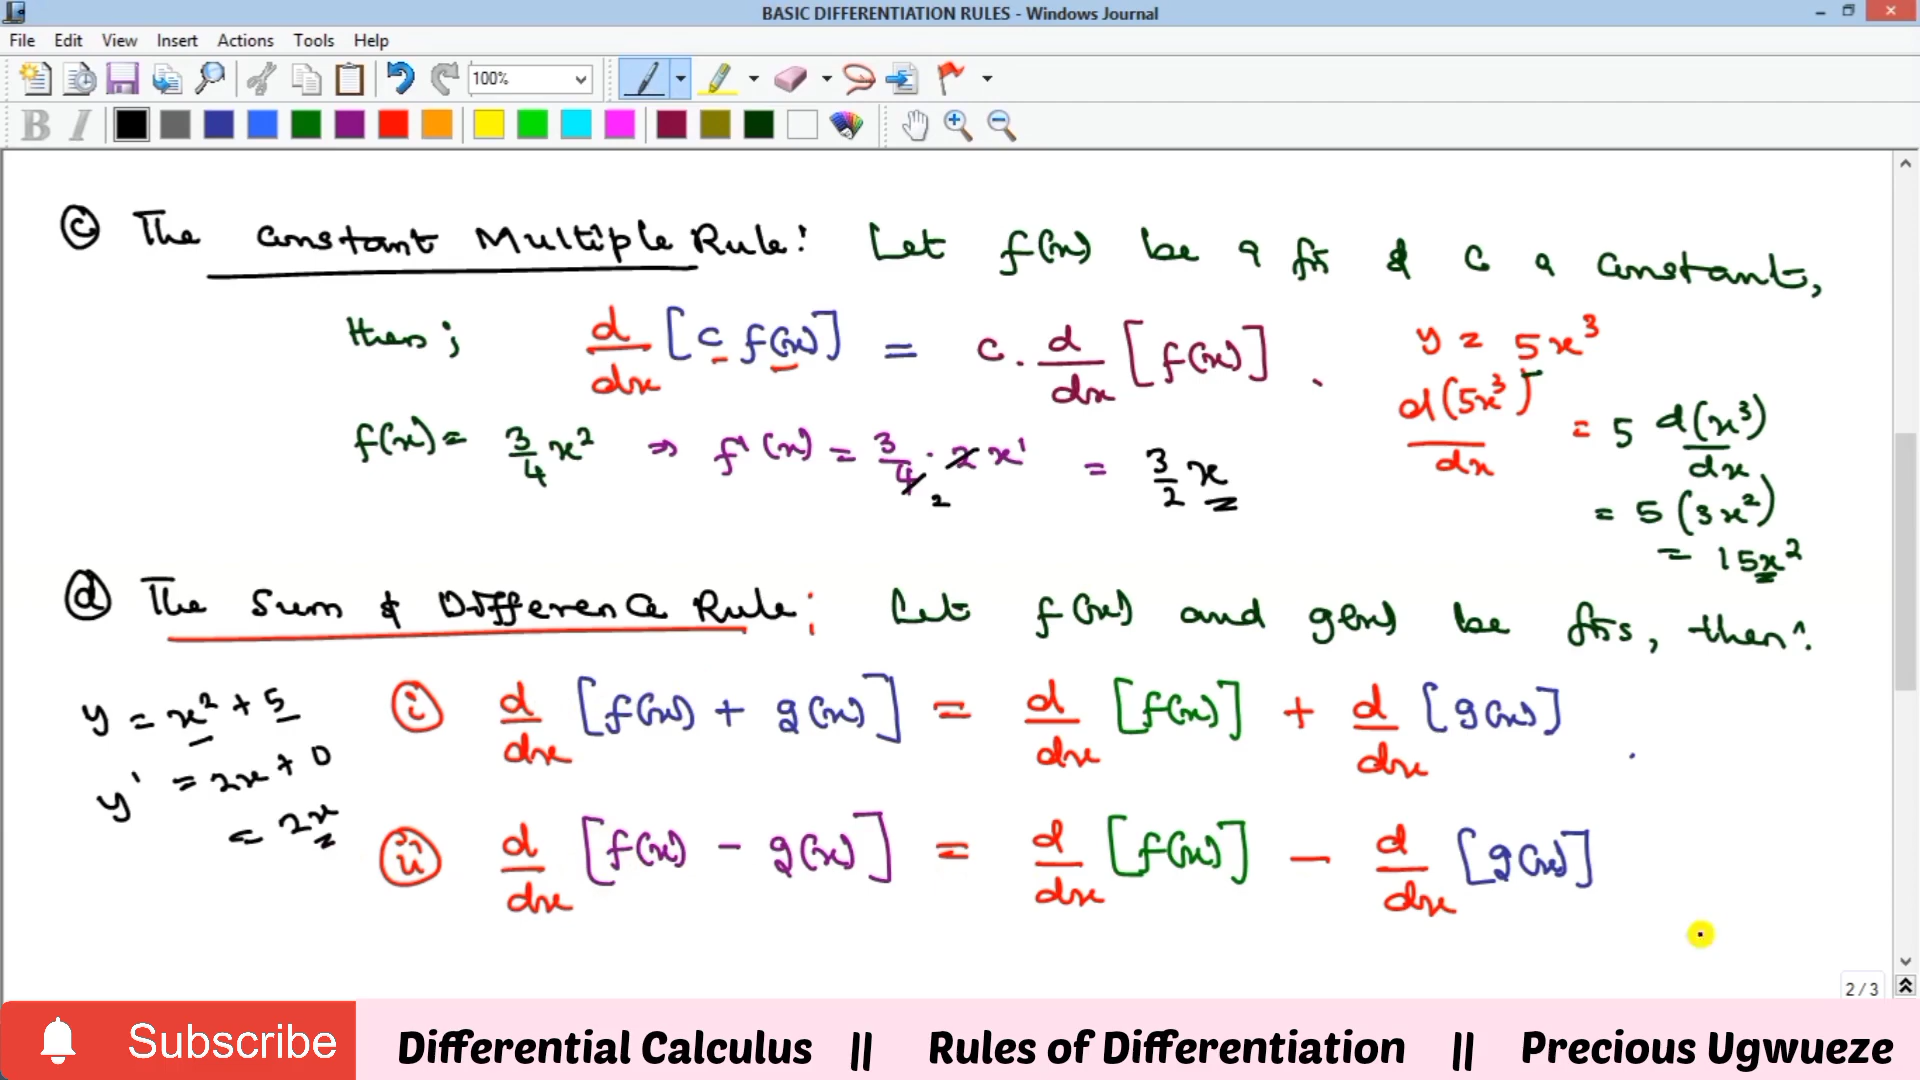 BASIC DIFFERENTIATION RULES - Windows Journal
File Edit View Insert Actions Tools Help
100%
B I
(c) The Constant Multiple Rule: Let f(x) be a fn & c a constant,
then; d/dx [c f(x)] = c . d/dx [f(x)] .
y = 5x³
d(5x³)/dx = 5 d(x³)/dx
= 5(3x²)
= 15x²
f(x) = 3/4 x² ⇒ f'(x) = 3/4 · 2 x¹ = 3/2 x
2
(d) The Sum & Difference Rule: Let f(x) and g(x) be fns, then:
y = x² + 5
y' = 2x + 0
= 2x
(i) d/dx [f(x) + g(x)] = d/dx [f(x)] + d/dx [g(x)]
(ii) d/dx [f(x) - g(x)] = d/dx [f(x)] - d/dx [g(x)]
2 / 3
Subscribe
Differential Calculus || Rules of Differentiation || Precious Ugwueze